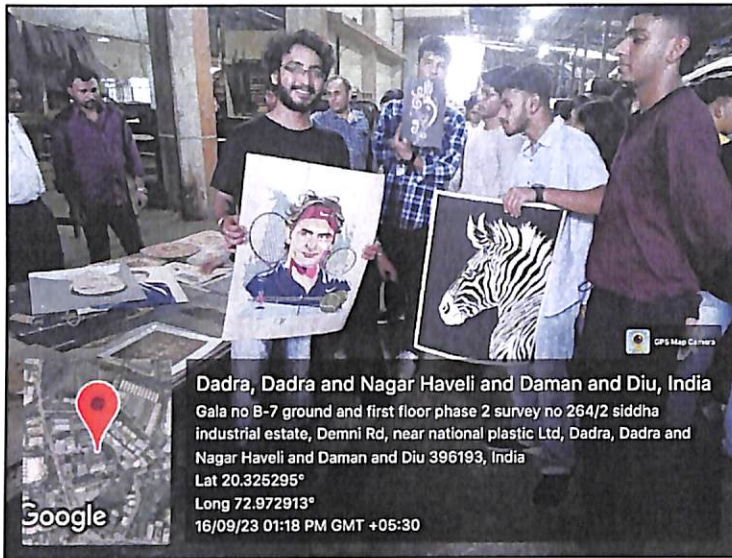 GPS Map Camera
Dadra, Dadra and Nagar Haveli and Daman and Diu, India
Gala no B-7 ground and first floor phase 2 survey no 264/2 siddha
industrial estate, Demni Rd, near national plastic Ltd, Dadra, Dadra and
Nagar Haveli and Daman and Diu 396193, India
Lat 20.325295°
Long 72.972913°
16/09/23 01:18 PM GMT +05:30
Google